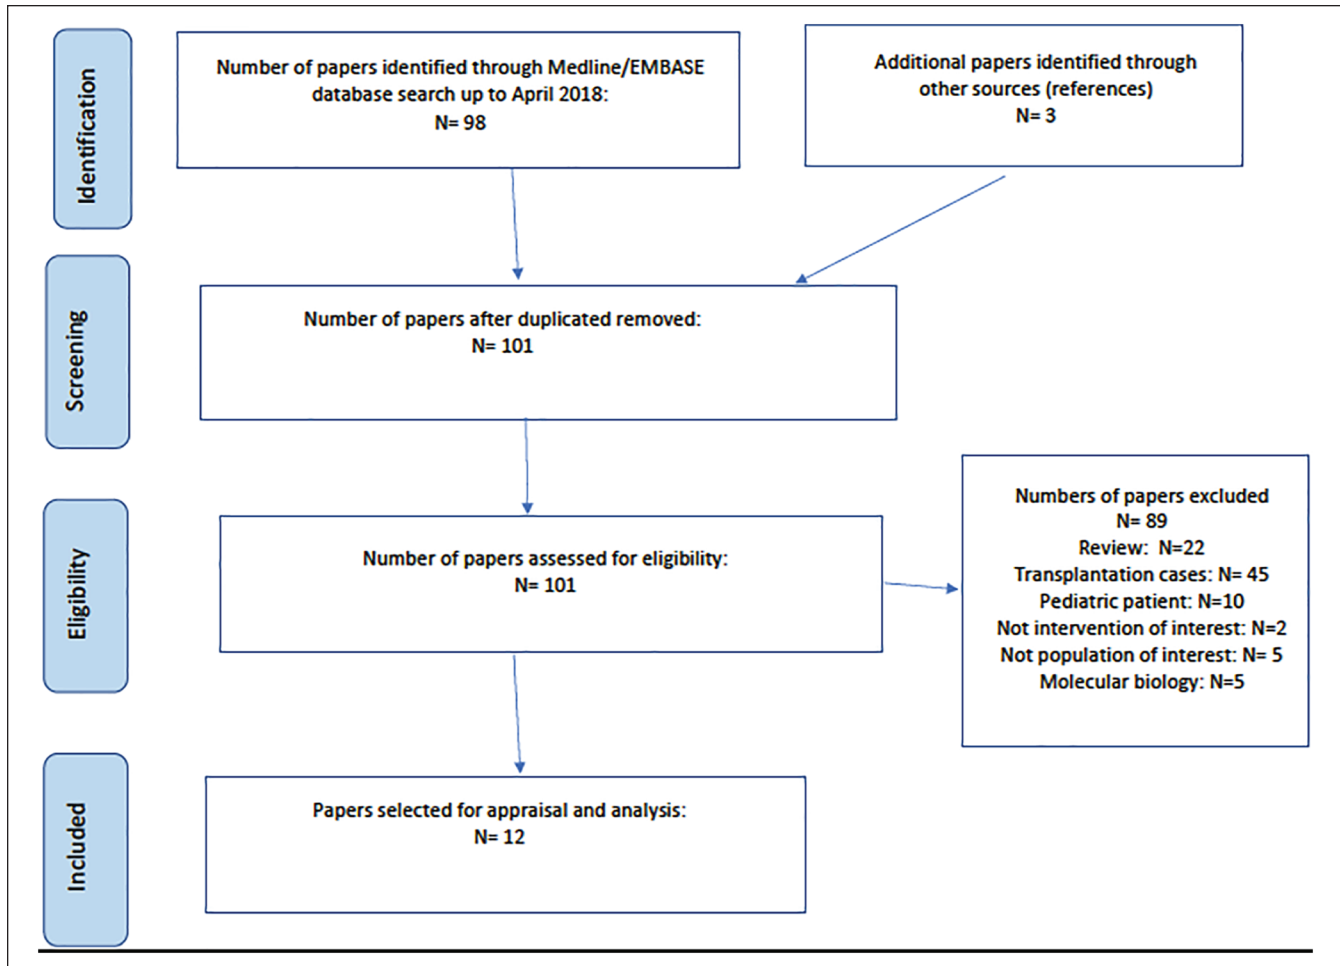 Identification
Number of papers identified through Medline/EMBASE
database search up to April 2018:
N= 98
Additional papers identified through
other sources (references)
N= 3
Screening
Number of papers after duplicated removed:
N= 101
Eligibility
Number of papers assessed for eligibility:
N= 101
Numbers of papers excluded
N= 89
Review:  N=22
Transplantation cases: N= 45
Pediatric patient: N=10
Not intervention of interest: N=2
Not population of interest: N= 5
Molecular biology: N=5
Included
Papers selected for appraisal and analysis:
N= 12